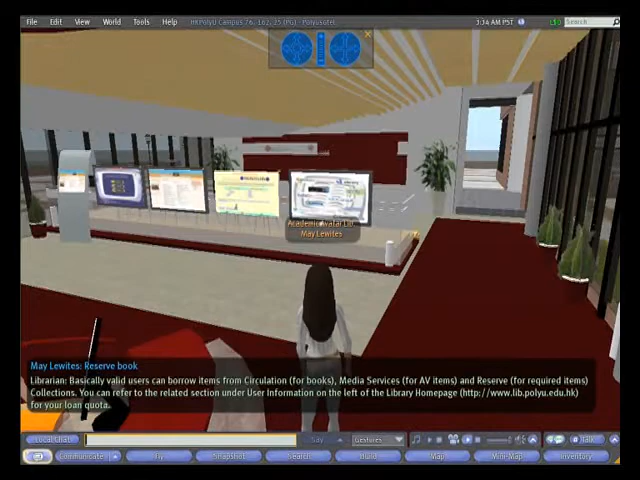 File Edit View World Tools Help
3:34 AM PST
L$0
Search
Academic Avatar Lib
May Lewites
May Lewites: Reserve book
Librarian: Basically valid users can borrow items from Circulation (for books), Media Services (for AV items) and Reserve (for required items)
Collections. You can refer to the related section under User Information on the left of the Library Homepage (http://www.lib.polyu.edu.hk)
for your loan quota.
Local Chat
Say
Gestures
Talk
Communicate
Fly
Snapshot
Search
Build
Map
Mini-Map
Inventory